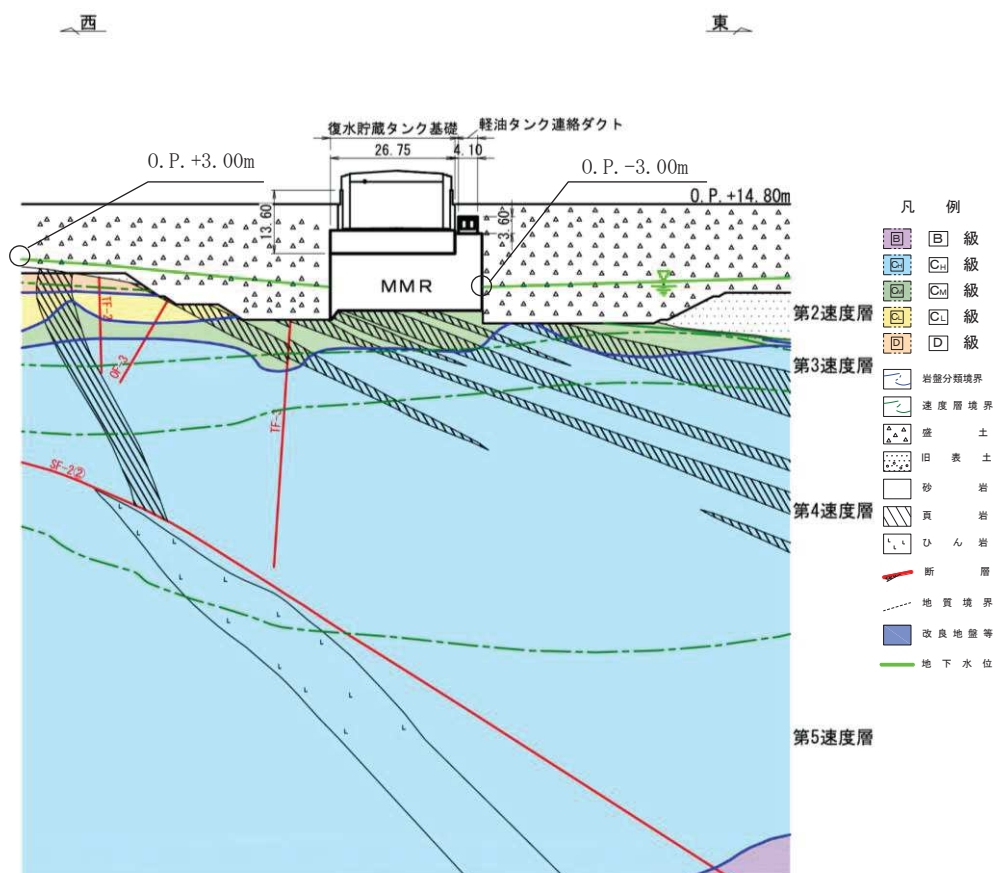 西
東
復水貯蔵タンク基礎
軽油タンク連絡ダクト
26.75
4.10
O.P.+3.00m
O.P.-3.00m
O.P.+14.80m
13.60
3.60
MMR
TF-2
OF-3
TF-3
SF-2(2)
第2速度層
第3速度層
第4速度層
第5速度層
凡 例
B B 級
CH CH 級
CM CM 級
CL CL 級
D D 級
岩盤分類境界
速度層境界
盛 土
旧 表 土
砂 岩
頁 岩
ひ ん 岩
断 層
地 質 境 界
改 良 地 盤 等
地 下 水 位